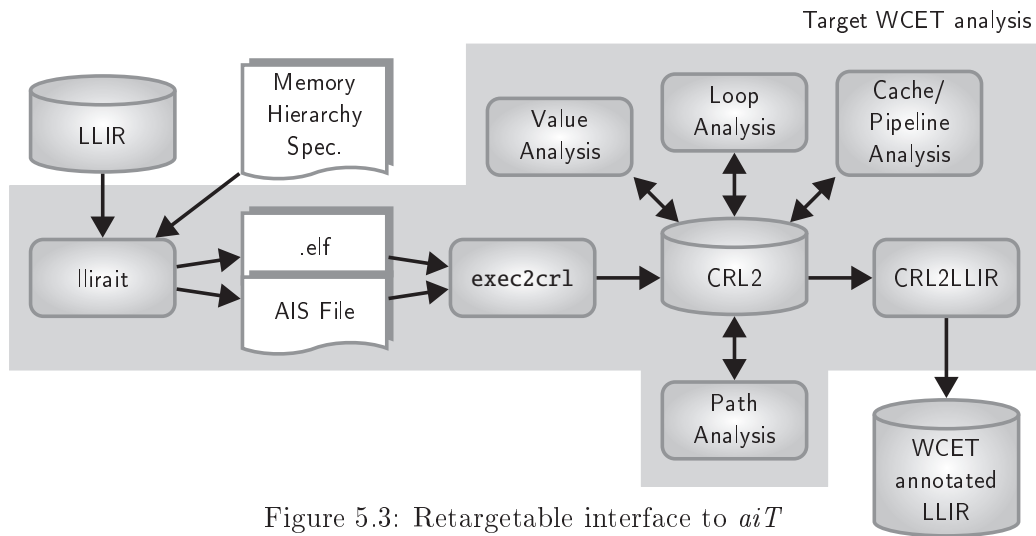 Target WCET analysis
LLIR
Memory
Hierarchy
Spec.
Value
Analysis
Loop
Analysis
Cache/
Pipeline
Analysis
llirait
.elf
AIS File
exec2crl
CRL2
CRL2LLIR
Path
Analysis
WCET
annotated
LLIR
Figure 5.3: Retargetable interface to aiT